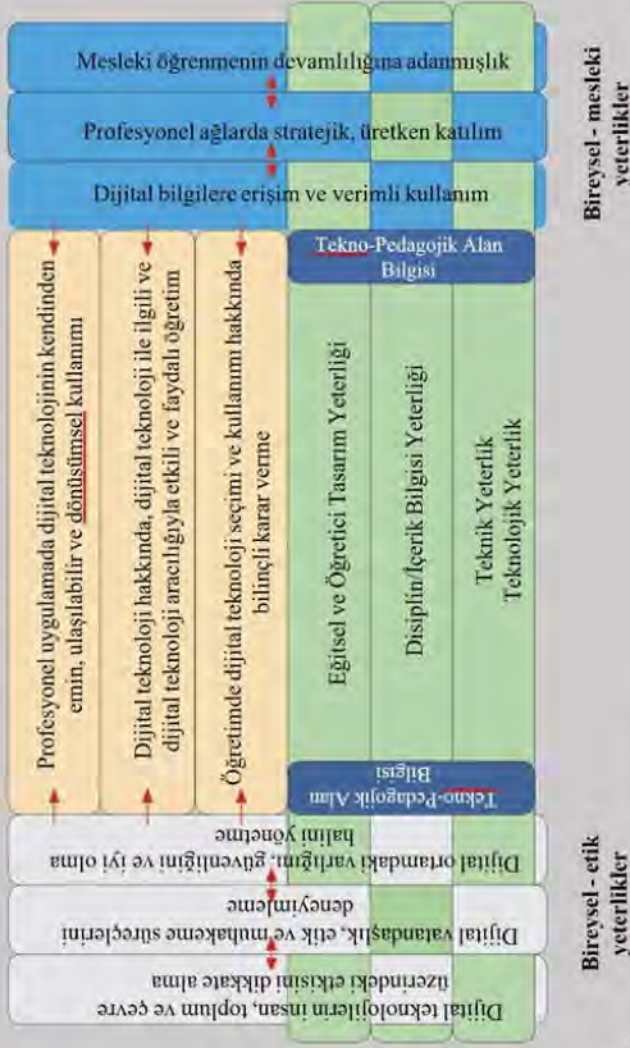 Mesleki öğrenmenin devamlılığına adanmışlık
Profesyonel ağlarda stratejik, üretken katılım
Dijital bilgilere erişim ve verimli kullanım
Bireysel - mesleki
yeterlikler
Profesyonel uygulamada dijital teknolojinin kendinden
emin, ulaşılabilir ve dönüşümsel kullanımı
Dijital teknoloji hakkında, dijital teknoloji ile ilgili ve
dijital teknoloji aracılığıyla etkili ve faydalı öğretim
Öğretimde dijital teknoloji seçimi ve kullanımı hakkında
bilinçli karar verme
Tekno-Pedagojik Alan
Bilgisi
Eğitsel ve Öğretici Tasarım Yeterliği
Disiplin/İçerik Bilgisi Yeterliği
Teknik Yeterlik
Teknolojik Yeterlik
Tekno-Pedagojik Alan
Bilgisi
Dijital ortamdaki varlığını, güvenliğini ve iyi olma
halini yönetme
Dijital vatandaşlık, etik ve muhakeme süreçlerini
deneyimleme
Dijital teknolojilerin insan, toplum ve çevre
üzerindeki etkisini dikkate alma
Bireysel - etik
yeterlikler